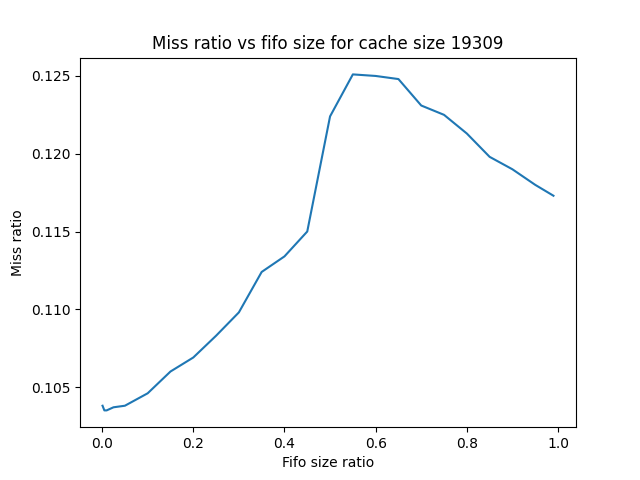 Miss ratio vs fifo size for cache size 19309
0.125
0.120
0.115
0.110
0.105
Miss ratio
0.0 0.2 0.4 0.6 0.8 1.0
Fifo size ratio